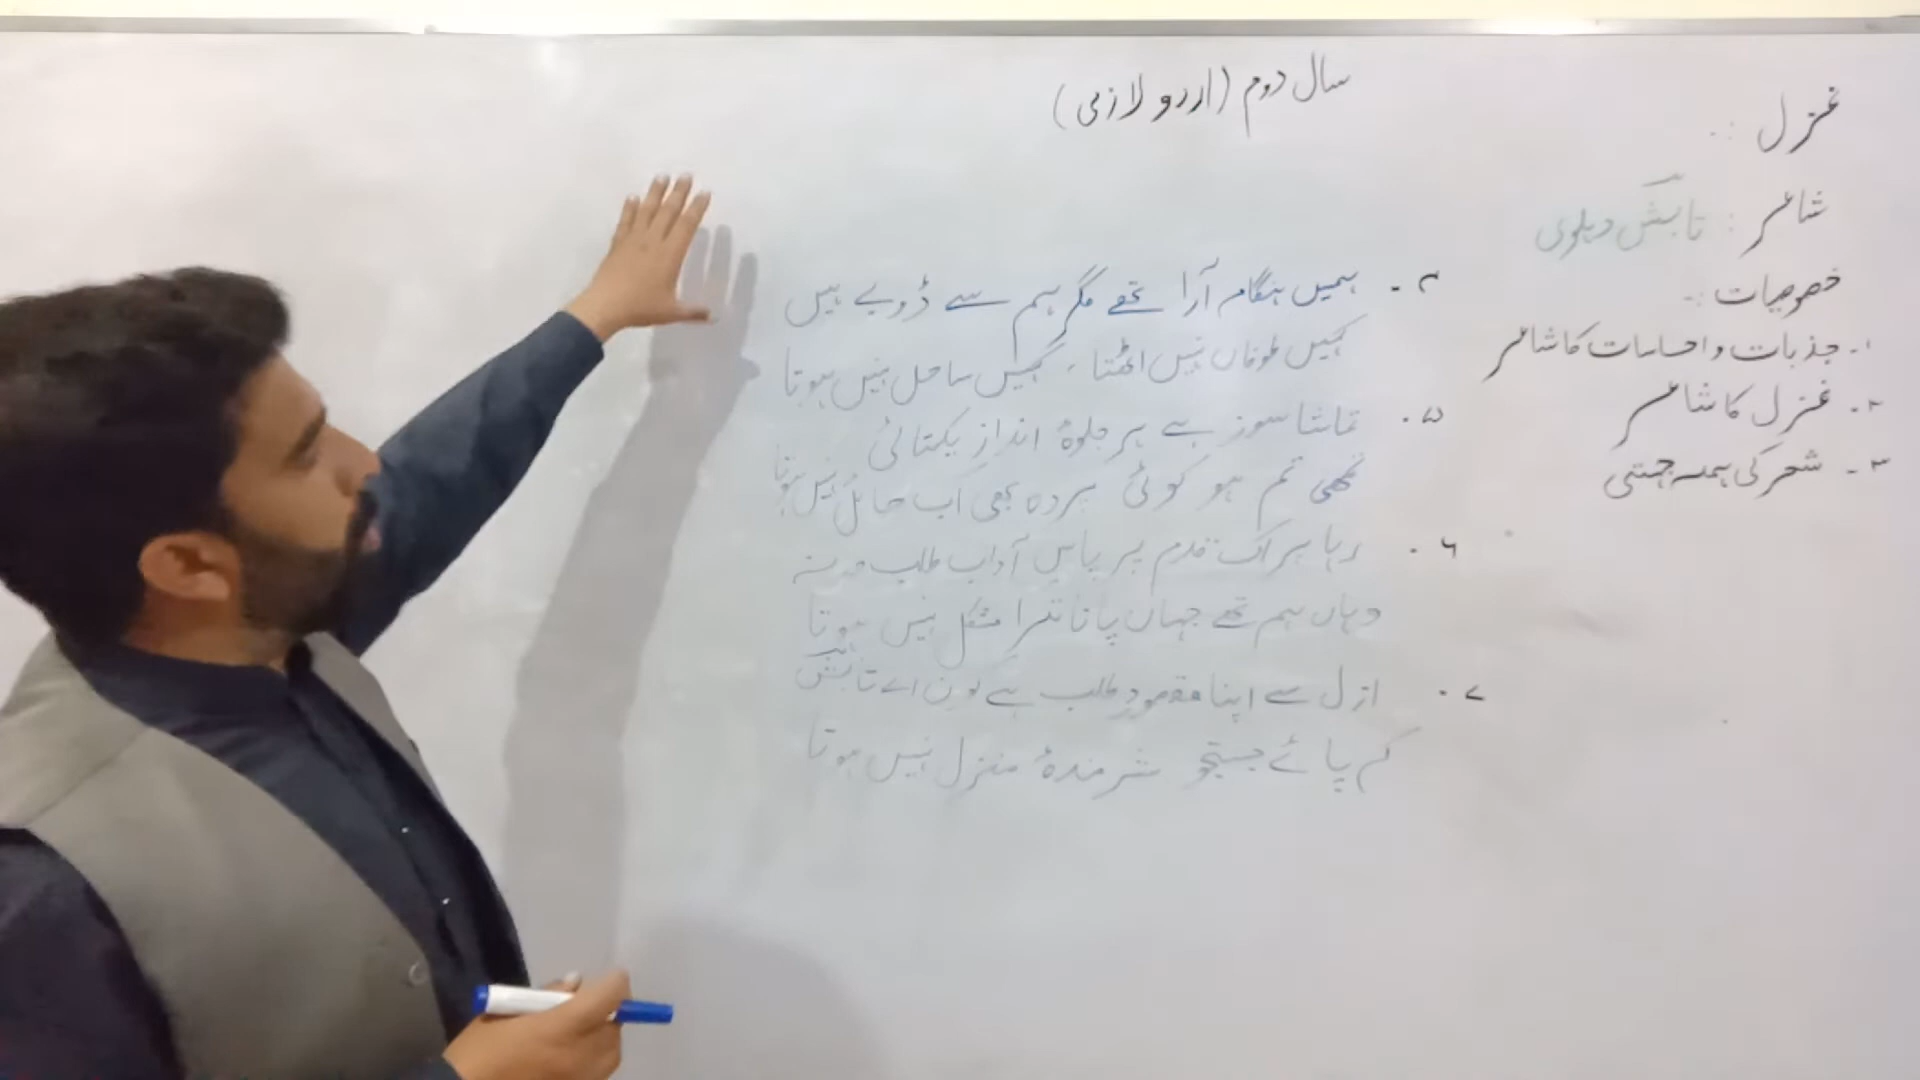 سال دوم (اردو لازمی)
غزل :۔
شاعر : تابش دہلوی
خصوصیات :۔
۱۔ جذبات و احساسات کا شاعر
۲۔ غزل کا شاعر
۳۔ شعر کی ہمہ جہتی
۴۔ ہمیں ہنگام آرا تھے مگر ہم سے ڈوبے ہیں
کہیں طوفاں نہیں اٹھتا ، کہیں ساحل نہیں ہوتا
۵۔ تماشا سوز ہے ہر جلوۂ اندازِ یکتائی
تمھی تم ہو کوئی پردہ بھی اب حائل نہیں ہوتا
۶۔ رہا ہر اک قدم پر پاسِ آدابِ طلب ورنہ
وہاں ہم تھے جہاں پانا ترا مشکل نہیں ہوتا
۷۔ ازل سے اپنا مقصودِ طلب ہے کون اے تابش
کہ پائے جستجو شرمندۂ منزل نہیں ہوتا